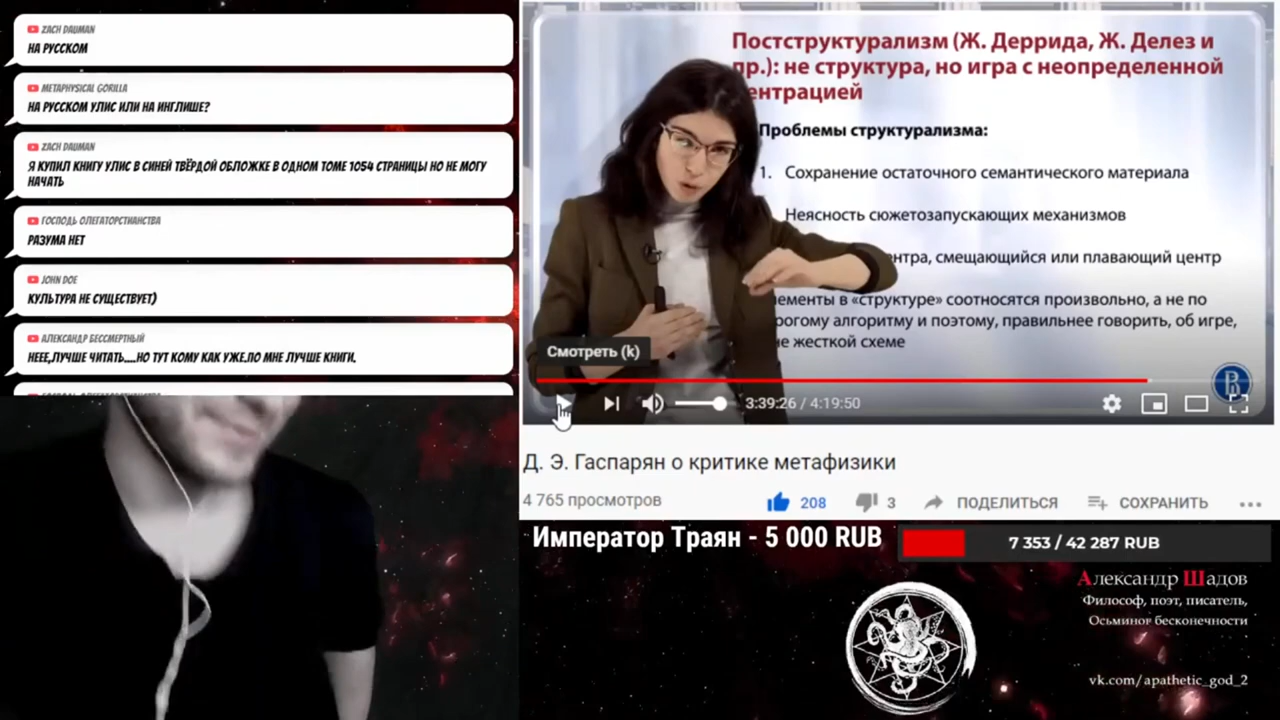 ZACH DAUMAN
НА РУССКОМ
METAPHYSICAL GORILLA
НА РУССКОМ УЛИС ИЛИ НА ИНГЛИШЕ?
ZACH DAUMAN
Я КУПИЛ КНИГУ УЛИС В СИНЕЙ ТВЁРДОЙ ОБЛОЖКЕ В ОДНОМ ТОМЕ 1054 СТРАНИЦЫ НО НЕ МОГУ
НАЧАТЬ
ГОСПОДЬ ОЛЕГАТОРСТИАНСТВА
РАЗУМА НЕТ
JOHN DOE
КУЛЬТУРА НЕ СУЩЕСТВУЕТ)
АЛЕКСАНДР БЕССМЕРТНЫЙ
НЕЕЕ,ЛУЧШЕ ЧИТАТЬ....НО ТУТ КОМУ КАК УЖЕ.ПО МНЕ ЛУЧШЕ КНИГИ.
Постструктурализм (Ж. Деррида, Ж. Делез и
пр.): не структура, но игра с неопределенной
центрацией
Проблемы структурализма:
1. Сохранение остаточного семантического материала
Неясность сюжетозапускающих механизмов
смещающийся или плавающий центр
в «структуре» соотносятся произвольно, а не по
алгоритму и поэтому, правильнее говорить, об игре,
не жесткой схеме
Смотреть (k)
3:39:26 / 4:19:50
Д. Э. Гаспарян о критике метафизики
4 765 просмотров
208
3
ПОДЕЛИТЬСЯ
СОХРАНИТЬ
Император Траян - 5 000 RUB
7 353 / 42 287 RUB
Александр Шадов
Философ, поэт, писатель,
Осьминог бесконечности
vk.com/apathetic_god_2